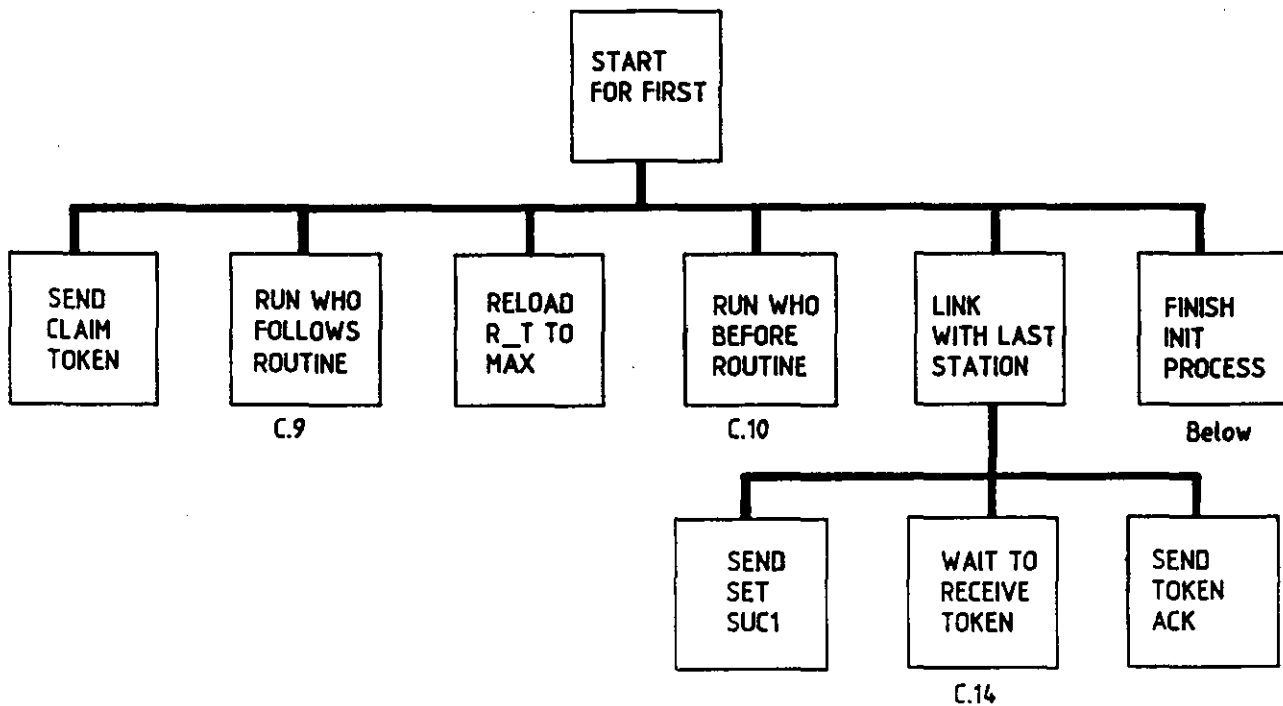 START
FOR FIRST
SEND
CLAIM
TOKEN
RUN WHO
FOLLOWS
ROUTINE
C.9
RELOAD
R_T TO
MAX
RUN WHO
BEFORE
ROUTINE
C.10
LINK
WITH LAST
STATION
FINISH
INIT
PROCESS
Below
SEND
SET
SUC1
WAIT TO
RECEIVE
TOKEN
C.14
SEND
TOKEN
ACK